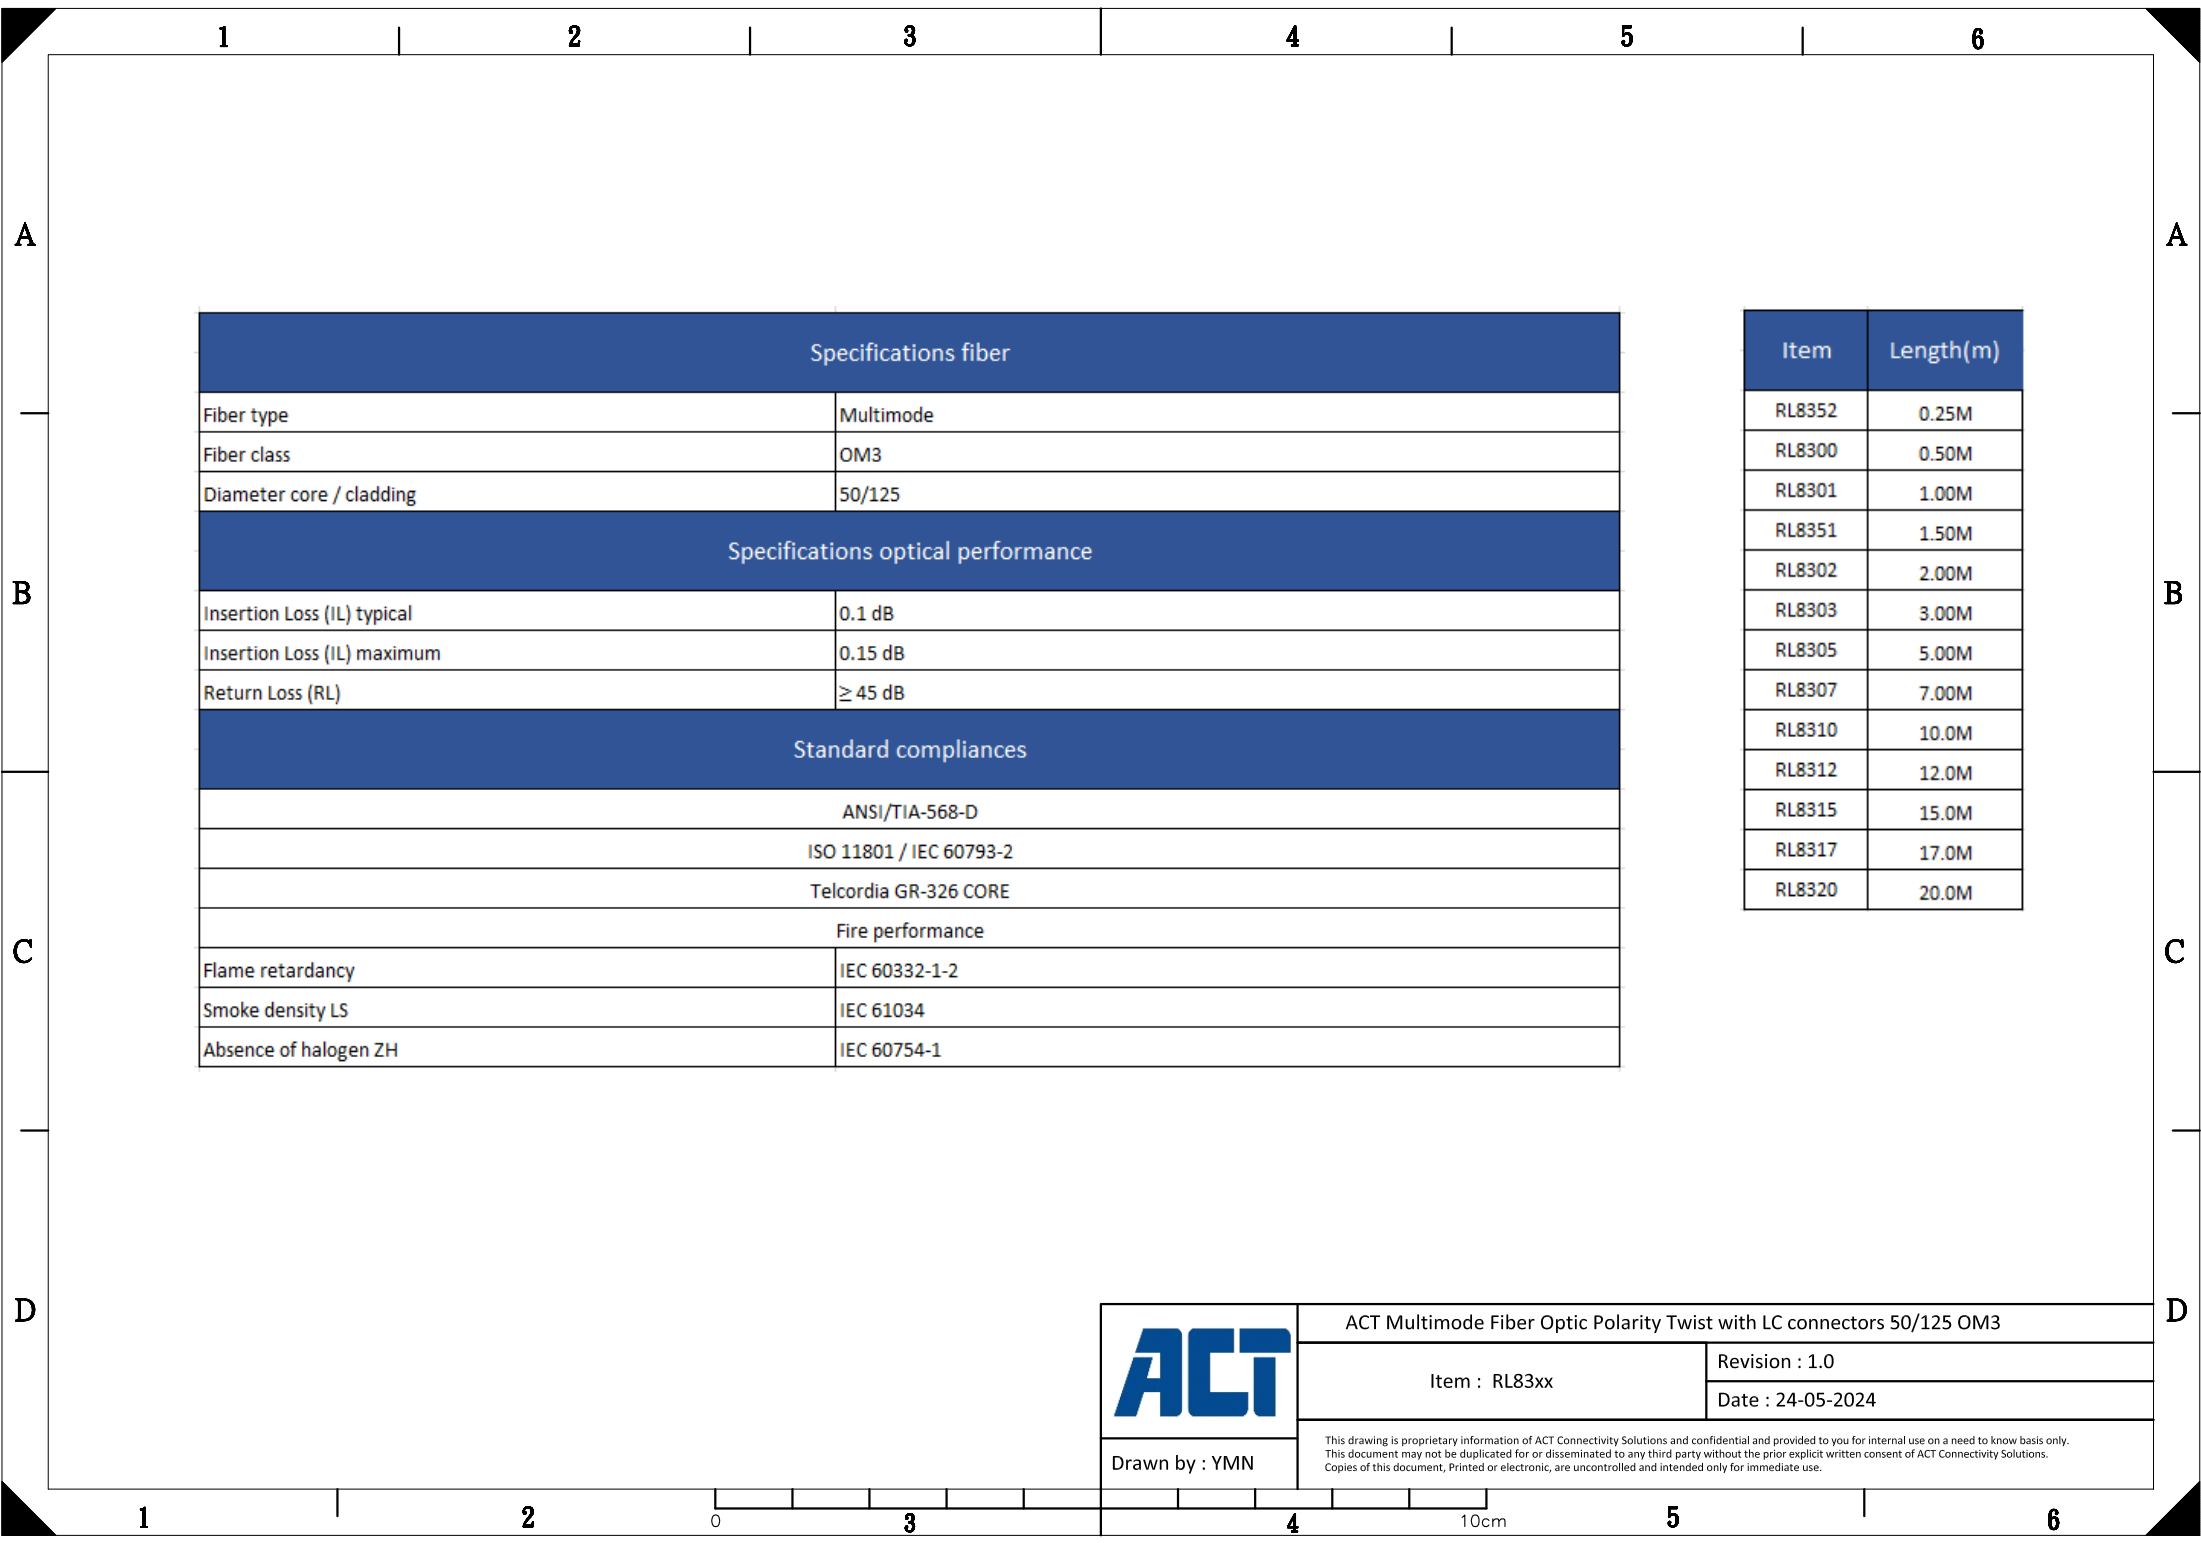 1 2 3 4 5 6
A A
Specifications fiber
Fiber type Multimode
Fiber class OM3
Diameter core / cladding 50/125
Specifications optical performance
Insertion Loss (IL) typical 0.1 dB
Insertion Loss (IL) maximum 0.15 dB
Return Loss (RL) ≥ 45 dB
Standard compliances
ANSI/TIA-568-D
ISO 11801 / IEC 60793-2
Telcordia GR-326 CORE
Fire performance
Flame retardancy IEC 60332-1-2
Smoke density LS IEC 61034
Absence of halogen ZH IEC 60754-1
Item Length(m)
RL8352 0.25M
RL8300 0.50M
RL8301 1.00M
RL8351 1.50M
RL8302 2.00M
RL8303 3.00M
RL8305 5.00M
RL8307 7.00M
RL8310 10.0M
RL8312 12.0M
RL8315 15.0M
RL8317 17.0M
RL8320 20.0M
B B
C C
D D
ACT
Drawn by : YMN
ACT Multimode Fiber Optic Polarity Twist with LC connectors 50/125 OM3
Item : RL83xx
Revision : 1.0
Date : 24-05-2024
This drawing is proprietary information of ACT Connectivity Solutions and confidential and provided to you for internal use on a need to know basis only.
This document may not be duplicated for or disseminated to any third party without the prior explicit written consent of ACT Connectivity Solutions.
Copies of this document, Printed or electronic, are uncontrolled and intended only for immediate use.
0 10cm
1 2 3 4 5 6